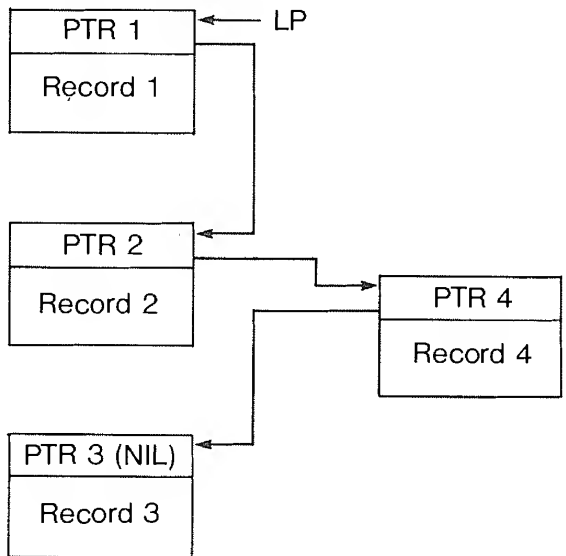 PTR 1
LP
Record 1
PTR 2
Record 2
PTR 4
Record 4
PTR 3 (NIL)
Record 3